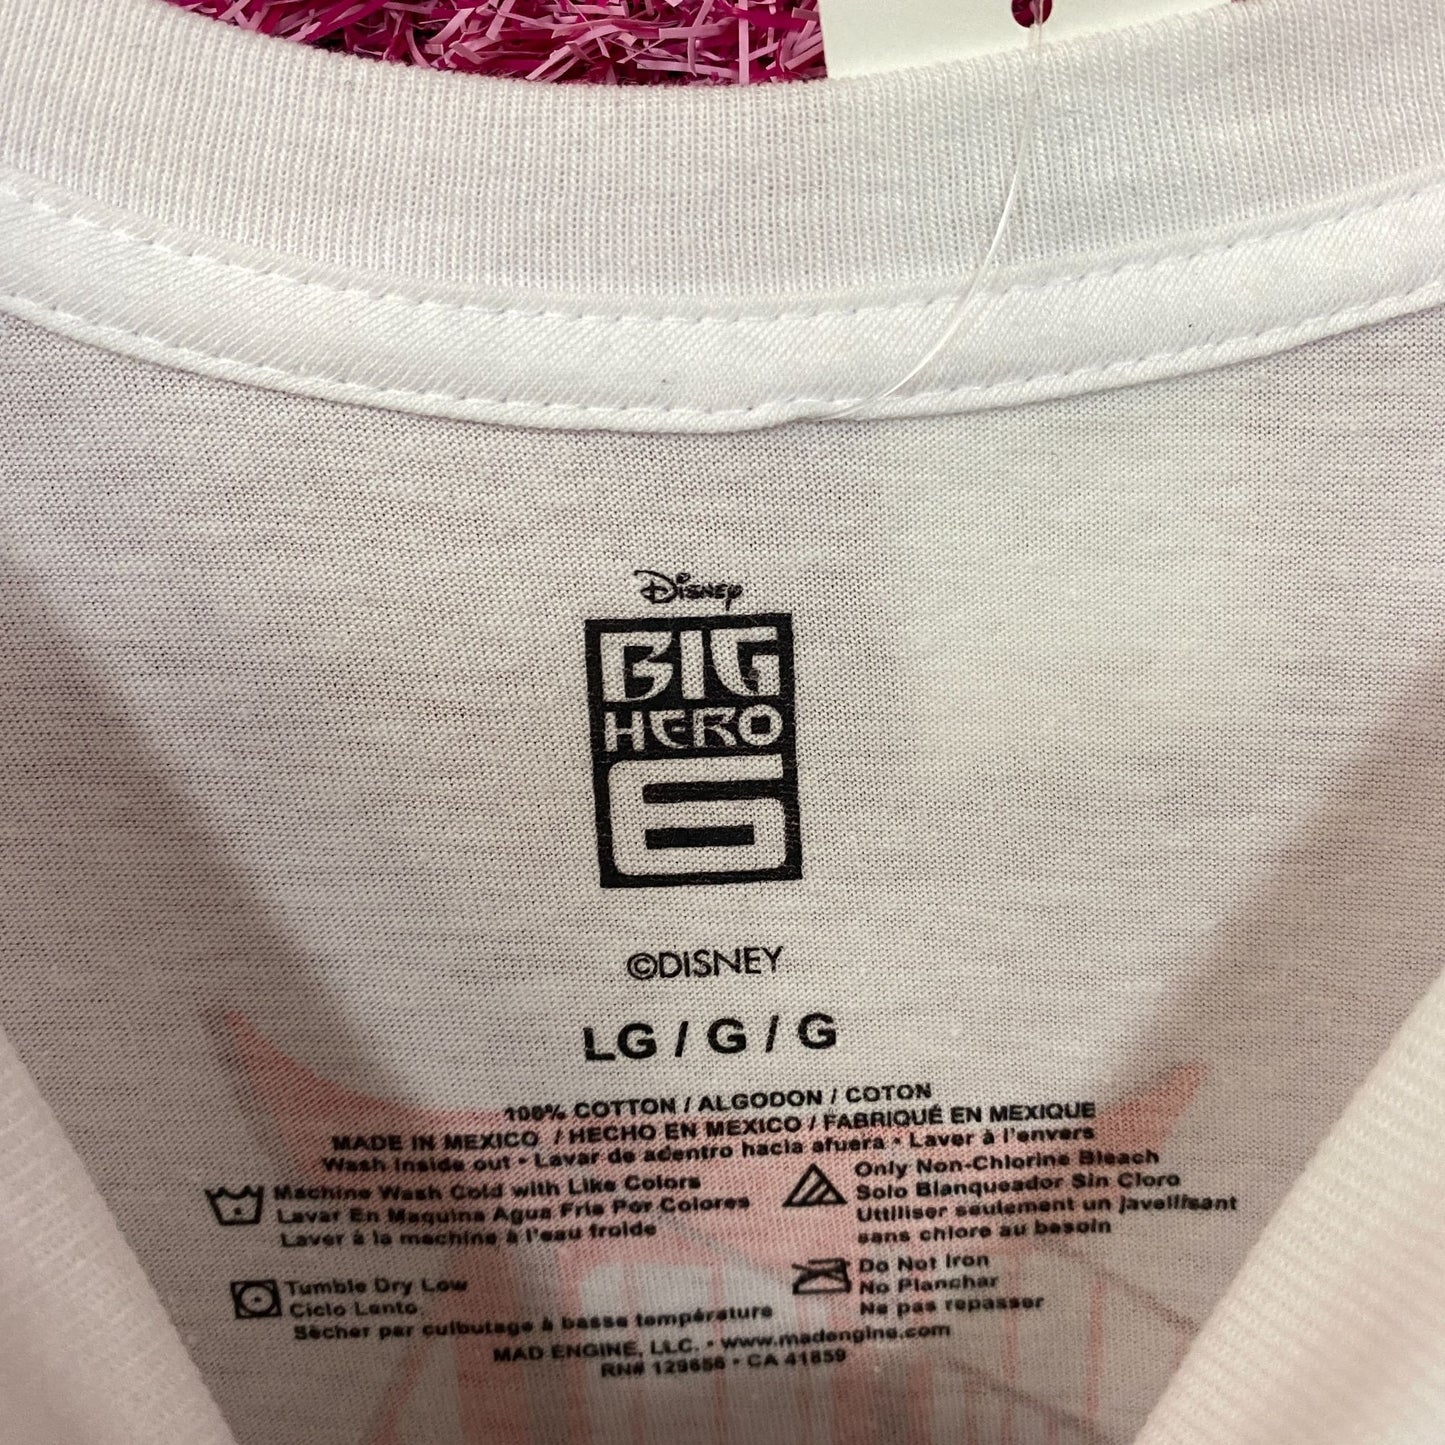 Disney
BIG
HERO
6
©DISNEY
LG / G / G
100% COTTON / ALGODON / COTON
MADE IN MEXICO / HECHO EN MEXICO / FABRIQUÉ EN MEXIQUE
Wash inside out • Lavar de adentro hacia afuera • Laver à l'envers
Machine Wash Cold with Like Colors
Lavar En Maquina Agua Fria Por Colores
Laver à la machine à l'eau froide
Only Non-Chlorine Bleach
Solo Blanqueador Sin Cloro
Uttiliser seulement un javellisant
sans chlore au besoin
Tumble Dry Low
Ciclo Lento
Sècher par culbutage à basse température
Do Not Iron
No Planchar
Ne pas repasser
MAD ENGINE, LLC. • www.madengine.com
RN# 129656 • CA 41859